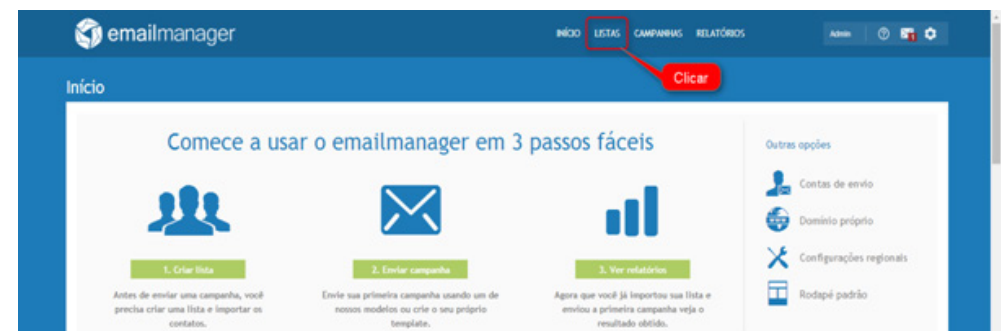 emailmanager
INÍCIO LISTAS CAMPANHAS RELATÓRIOS Admin
Clicar
Início
Comece a usar o emailmanager em 3 passos fáceis
1. Criar lista
Antes de enviar uma campanha, você
precisa criar uma lista e importar os
contatos.
2. Enviar campanha
Envie sua primeira campanha usando um de
nossos modelos ou crie o seu próprio
template.
3. Ver relatórios
Agora que você já importou sua lista e
enviou a primeira campanha veja o
resultado obtido.
Outras opções
Contas de envio
Domínio próprio
Configurações regionais
Rodapé padrão